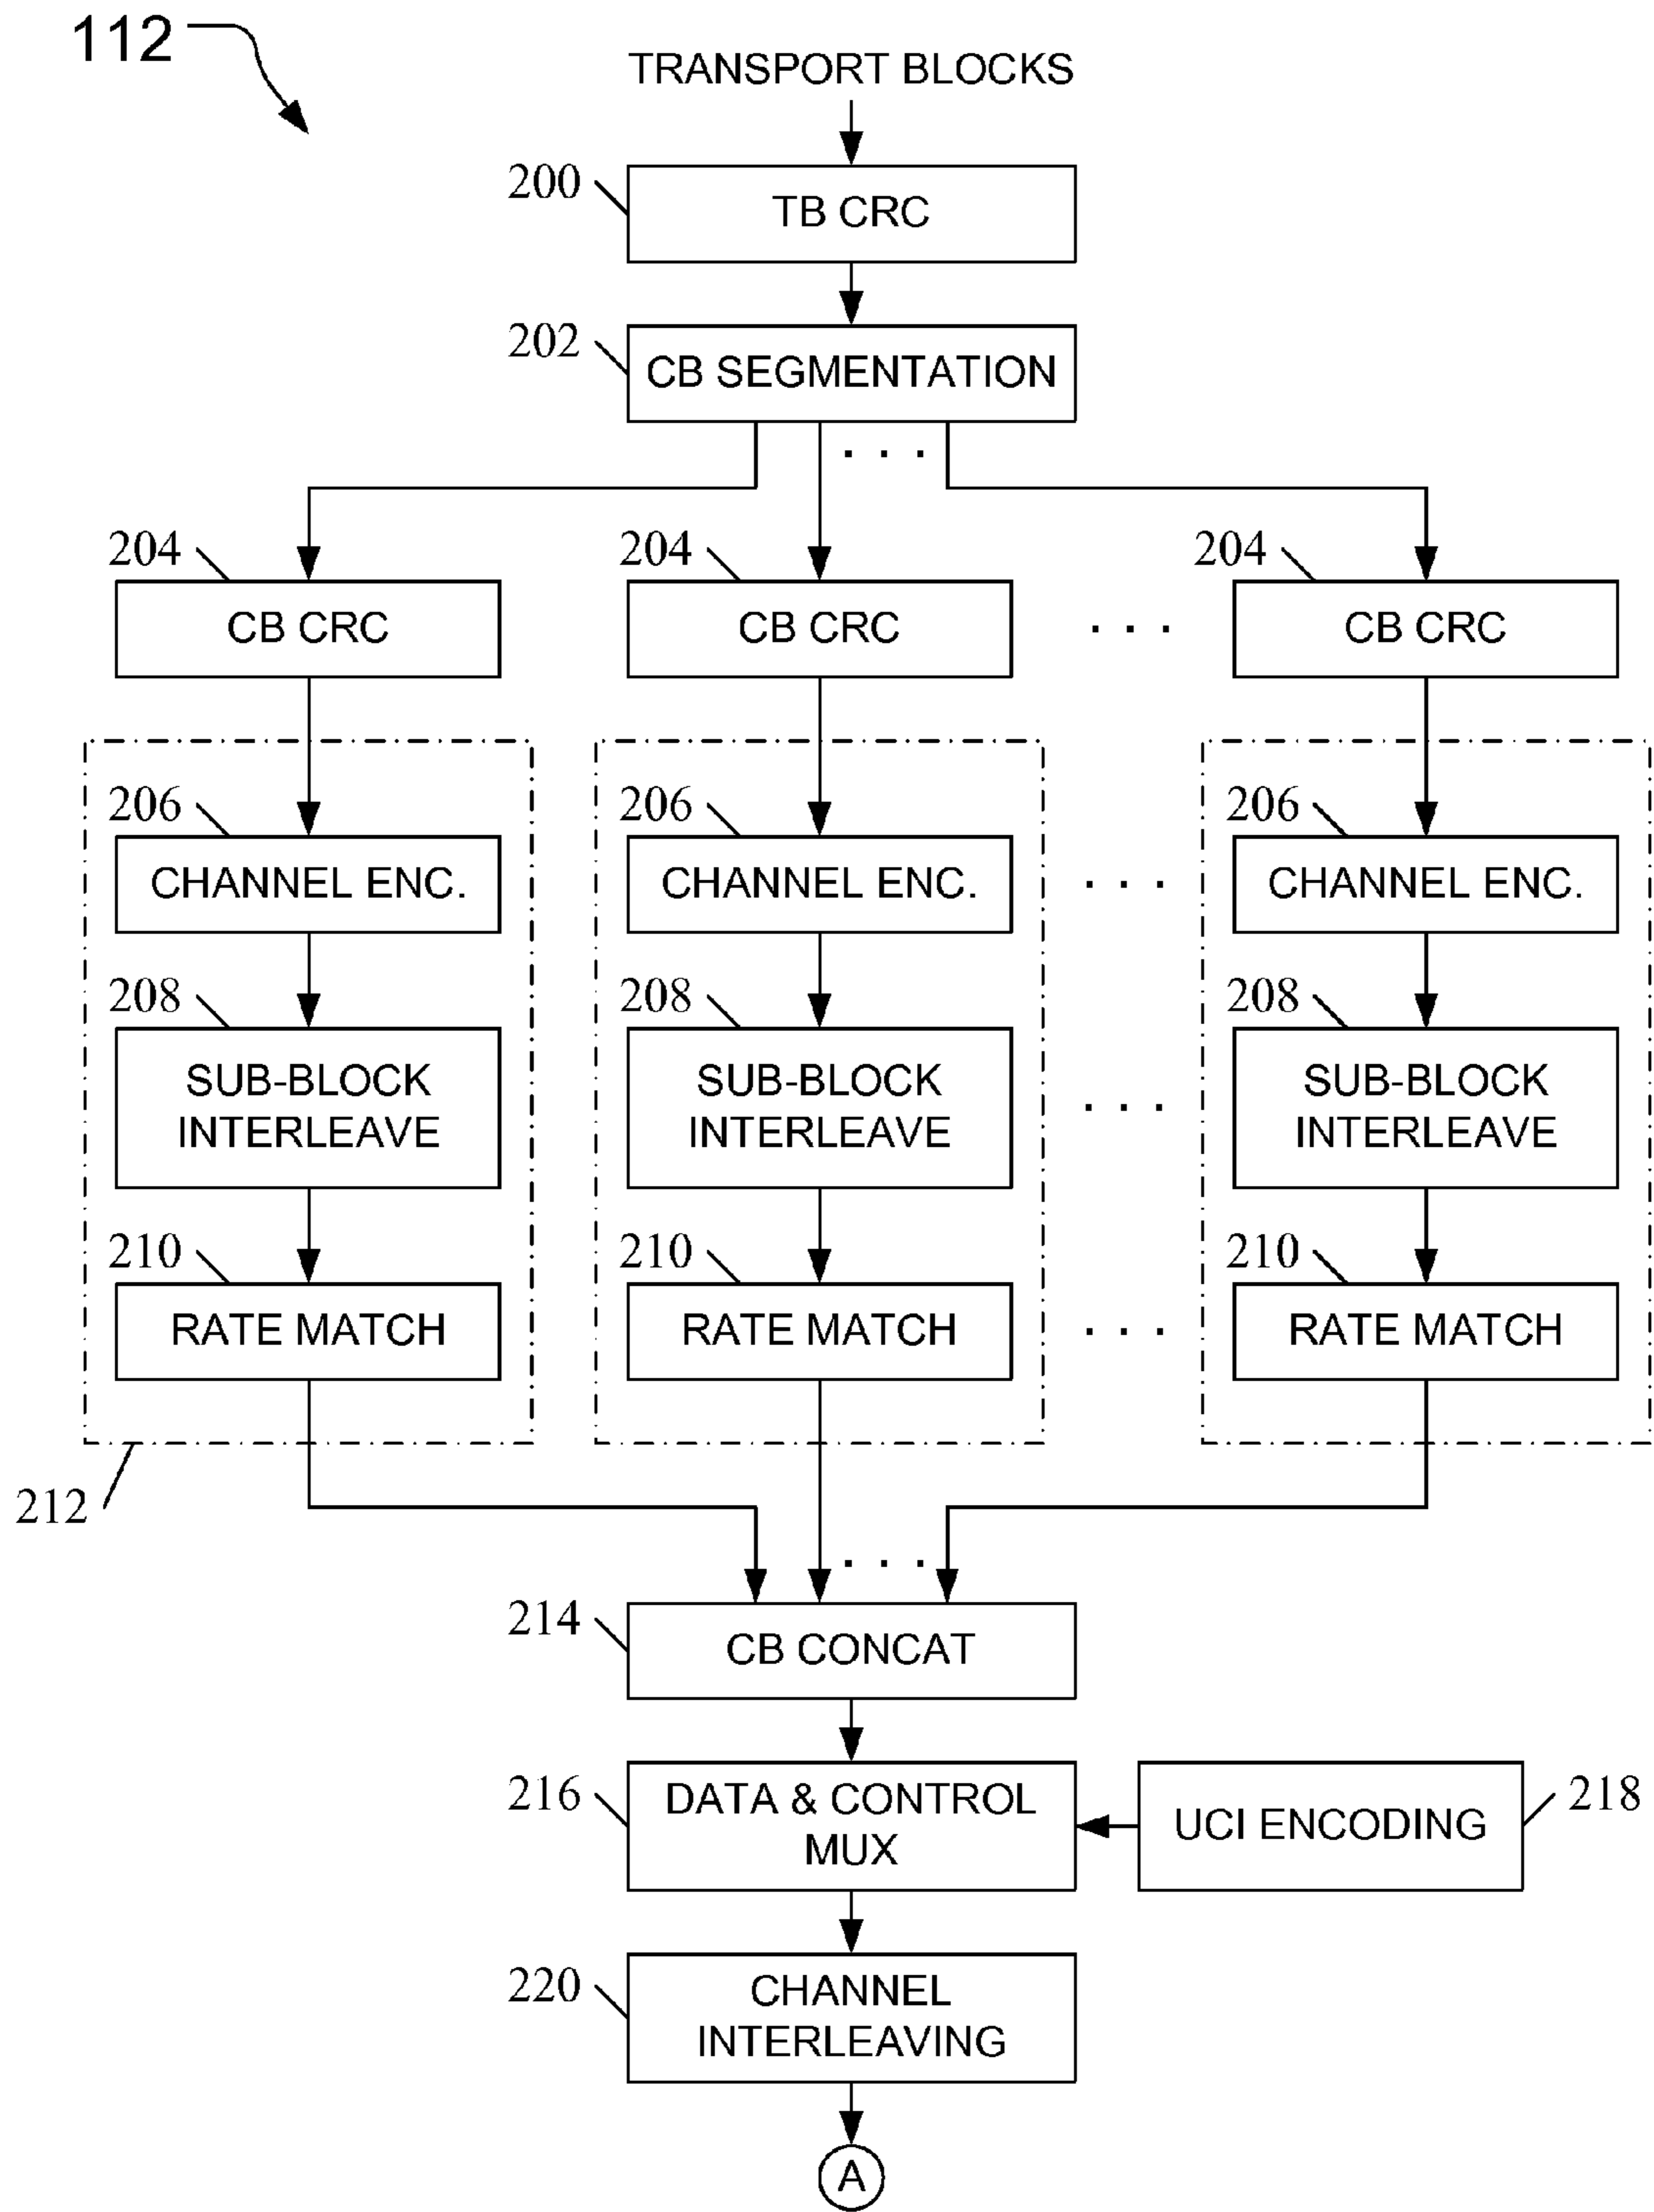 112
TRANSPORT BLOCKS
200
TB CRC
202
CB SEGMENTATION
. . .
204
204
204
CB CRC
CB CRC
. . .
CB CRC
206
206
206
CHANNEL ENC.
CHANNEL ENC.
. . .
CHANNEL ENC.
208
208
208
SUB-BLOCK
INTERLEAVE
SUB-BLOCK
INTERLEAVE
. . .
SUB-BLOCK
INTERLEAVE
210
210
210
RATE MATCH
RATE MATCH
. . .
RATE MATCH
212
. . .
214
CB CONCAT
216
DATA & CONTROL
MUX
UCI ENCODING
218
220
CHANNEL
INTERLEAVING
A